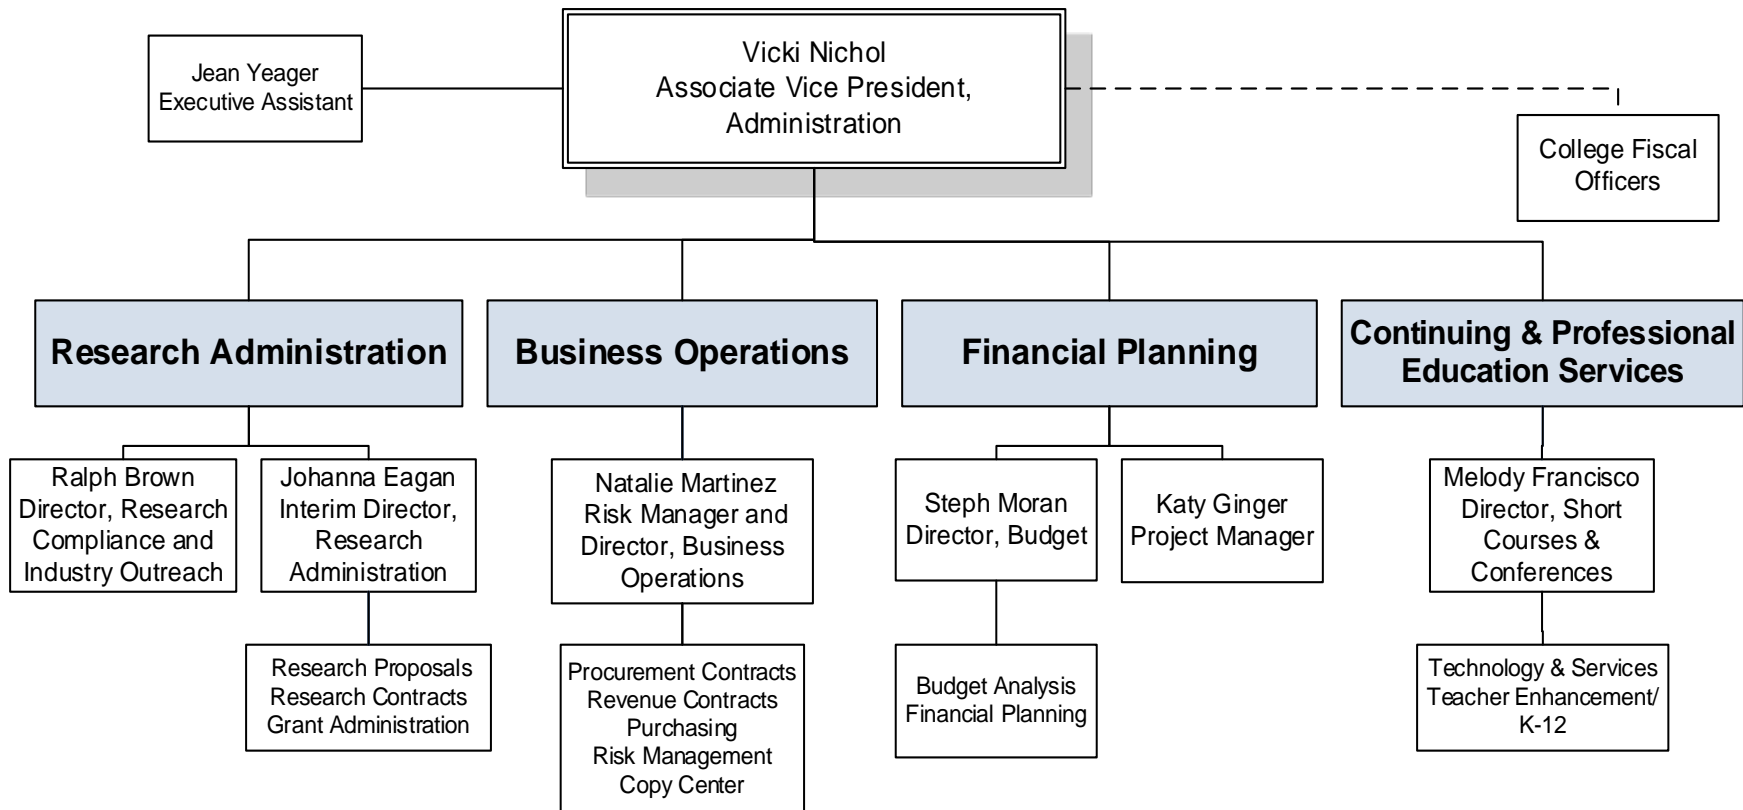 Vicki Nichol
Associate Vice President,
Administration
Jean Yeager
Executive Assistant
College Fiscal
Officers
Research Administration
Business Operations
Financial Planning
Continuing & Professional
Education Services
Ralph Brown
Director, Research
Compliance and
Industry Outreach
Johanna Eagan
Interim Director,
Research
Administration
Natalie Martinez
Risk Manager and
Director, Business
Operations
Steph Moran
Director, Budget
Katy Ginger
Project Manager
Melody Francisco
Director, Short
Courses &
Conferences
Research Proposals
Research Contracts
Grant Administration
Procurement Contracts
Revenue Contracts
Purchasing
Risk Management
Copy Center
Budget Analysis
Financial Planning
Technology & Services
Teacher Enhancement/
K-12